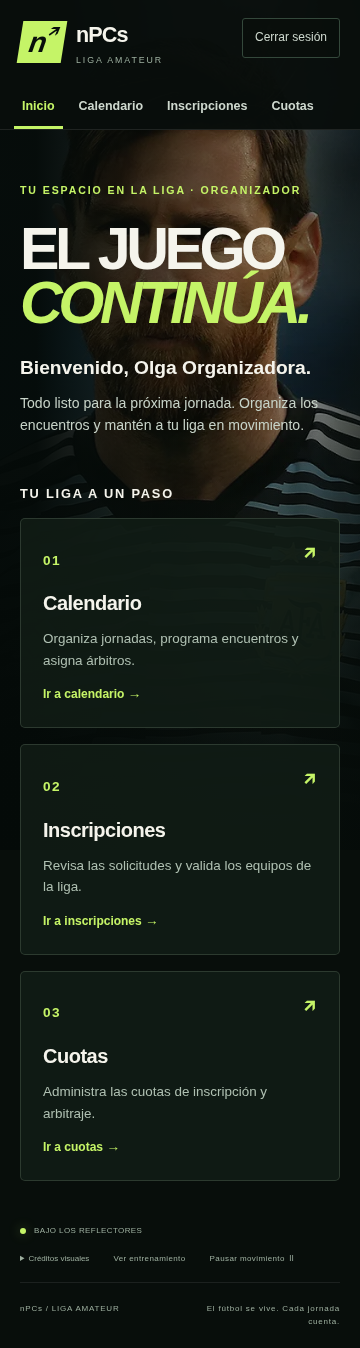 n
nPCs
LIGA AMATEUR
Cerrar sesión
Inicio
Calendario
Inscripciones
Cuotas
TU ESPACIO EN LA LIGA · ORGANIZADOR
EL JUEGO
CONTINÚA.
Bienvenido, Olga Organizadora.
Todo listo para la próxima jornada. Organiza los
encuentros y mantén a tu liga en movimiento.
TU LIGA A UN PASO
01
Calendario
Organiza jornadas, programa encuentros y
asigna árbitros.
Ir a calendario →
02
Inscripciones
Revisa las solicitudes y valida los equipos de
la liga.
Ir a inscripciones →
03
Cuotas
Administra las cuotas de inscripción y
arbitraje.
Ir a cuotas →
BAJO LOS REFLECTORES
Créditos visuales
Ver entrenamiento
Pausar movimiento
nPCs / LIGA AMATEUR
El fútbol se vive. Cada jornada
cuenta.